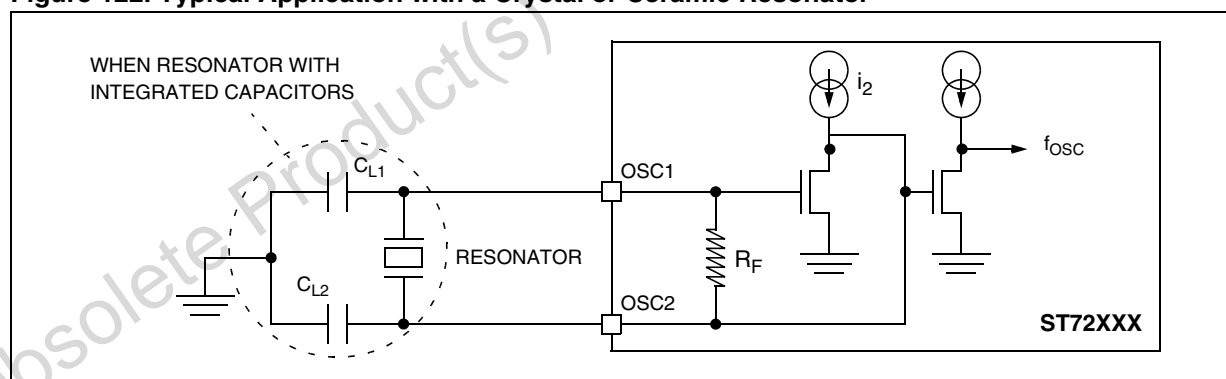 Figure 122. Typical Application with a Crystal or Ceramic Resonator
WHEN RESONATOR WITH
INTEGRATED CAPACITORS
CL1
CL2
RESONATOR
OSC1
OSC2
RF
i2
fOSC
ST72XXX
Obsolete Product(s)